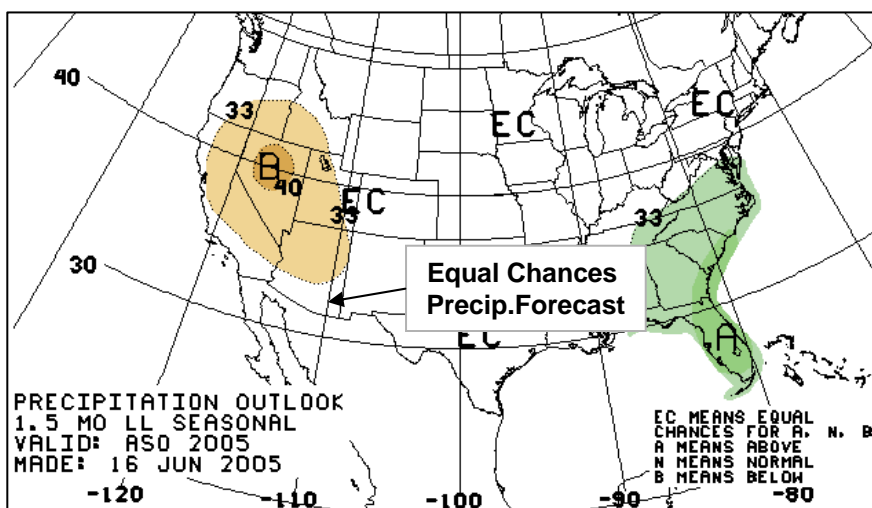 40
33
EC
EC
B
40
EC
33
33
30
Equal Chances
Precip.Forecast
EC
A
PRECIPITATION OUTLOOK
1.5 MO LL SEASONAL
VALID: ASO 2005
MADE: 16 JUN 2005
EC MEANS EQUAL
CHANCES FOR A, N, B
A MEANS ABOVE
N MEANS NORMAL
B MEANS BELOW
-120
-110
-100
-90
-80